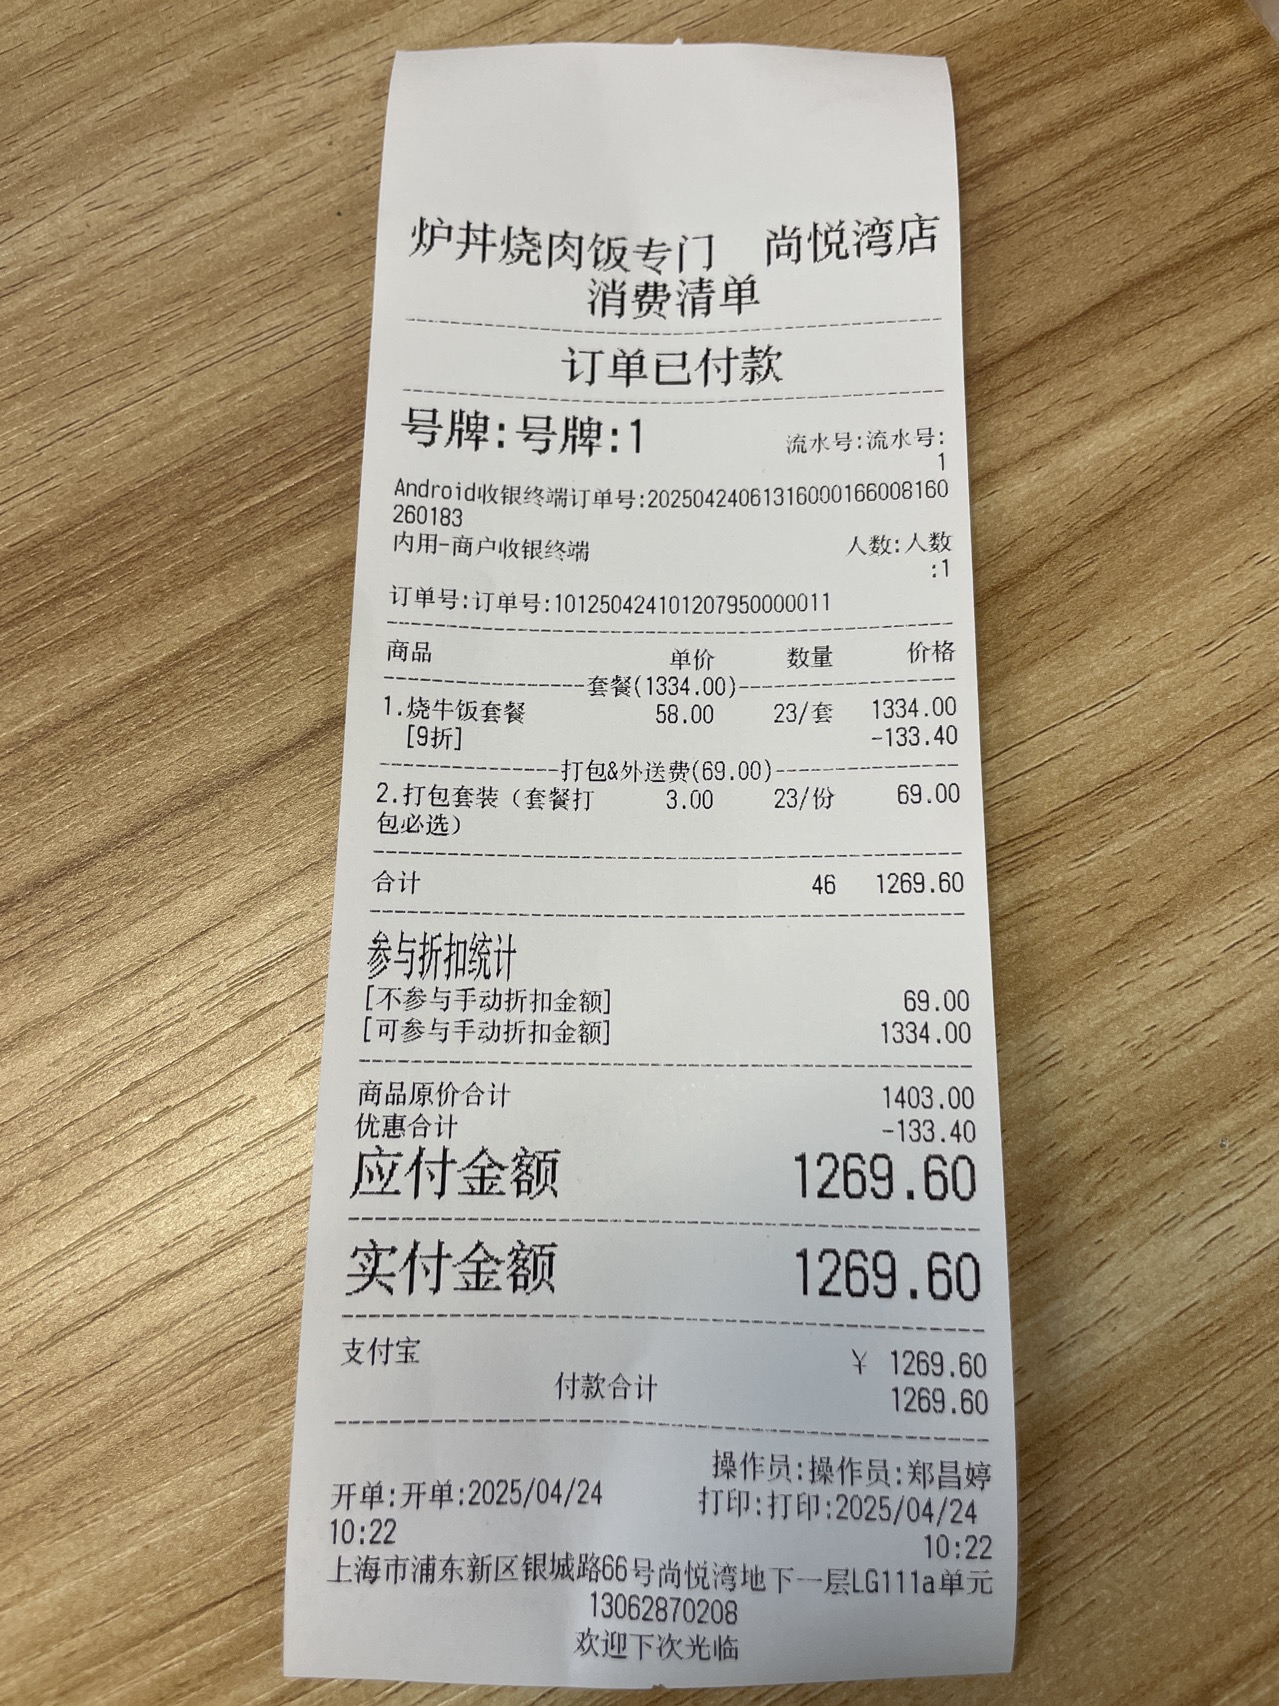 炉丼烧肉饭专门 尚悦湾店
消费清单
订单已付款
号牌:号牌:1 流水号:流水号:
1
Android收银终端订单号:20250424061316000166008160
260183
内用-商户收银终端 人数:人数
:1
订单号:订单号:101250424101207950000011
商品 单价 数量 价格
套餐(1334.00)
1.烧牛饭套餐 58.00 23/套 1334.00
[9折] -133.40
打包&外送费(69.00)
2.打包套装（套餐打 3.00 23/份 69.00
包必选）
合计 46 1269.60
参与折扣统计
[不参与手动折扣金额] 69.00
[可参与手动折扣金额] 1334.00
商品原价合计 1403.00
优惠合计 -133.40
应付金额 1269.60
实付金额 1269.60
支付宝 ¥ 1269.60
付款合计 1269.60
操作员:操作员:郑昌婷
开单:开单:2025/04/24 打印:打印:2025/04/24
10:22 10:22
上海市浦东新区银城路66号尚悦湾地下一层LG111a单元
13062870208
欢迎下次光临